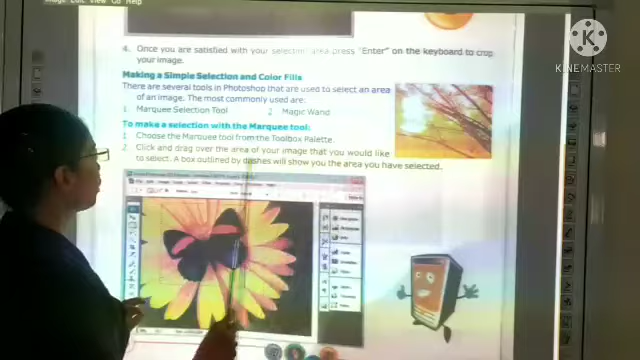 Image Edit View Go Help
4. Once you are satisfied with your selection area press "Enter" on the keyboard to crop
your image.
Making a Simple Selection and Color Fills
There are several tools in Photoshop that are used to select an area
of an image. The most commonly used are:
1 Marquee Selection Tool 2 Magic Wand
To make a selection with the Marquee tool:
1 Choose the Marquee tool from the Toolbox Palette.
2 Click and drag over the area of your image that you would like
to select. A box outlined by dashes will show you the area you have selected.
KINEMASTER